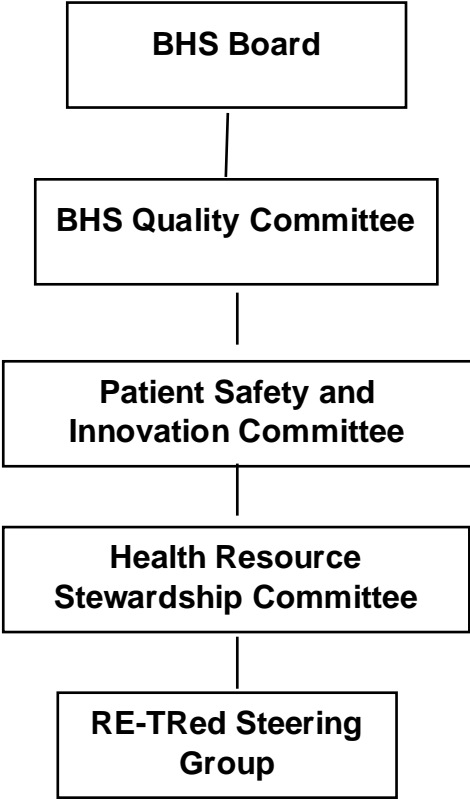 BHS Board
BHS Quality Committee
Patient Safety and
Innovation Committee
Health Resource
Stewardship Committee
RE-TRed Steering
Group